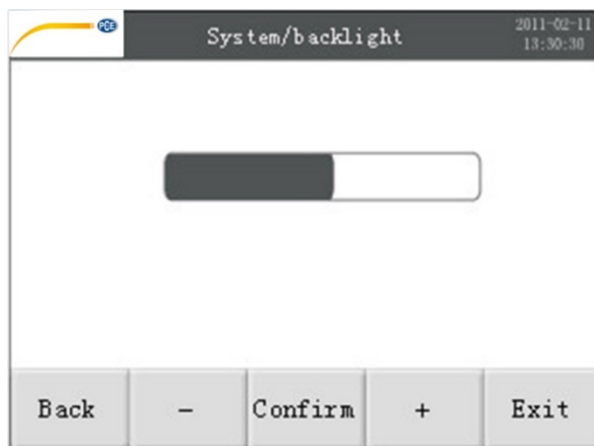 PCE
System/backlight
2011-02-11
13:30:30
Back
-
Confirm
+
Exit